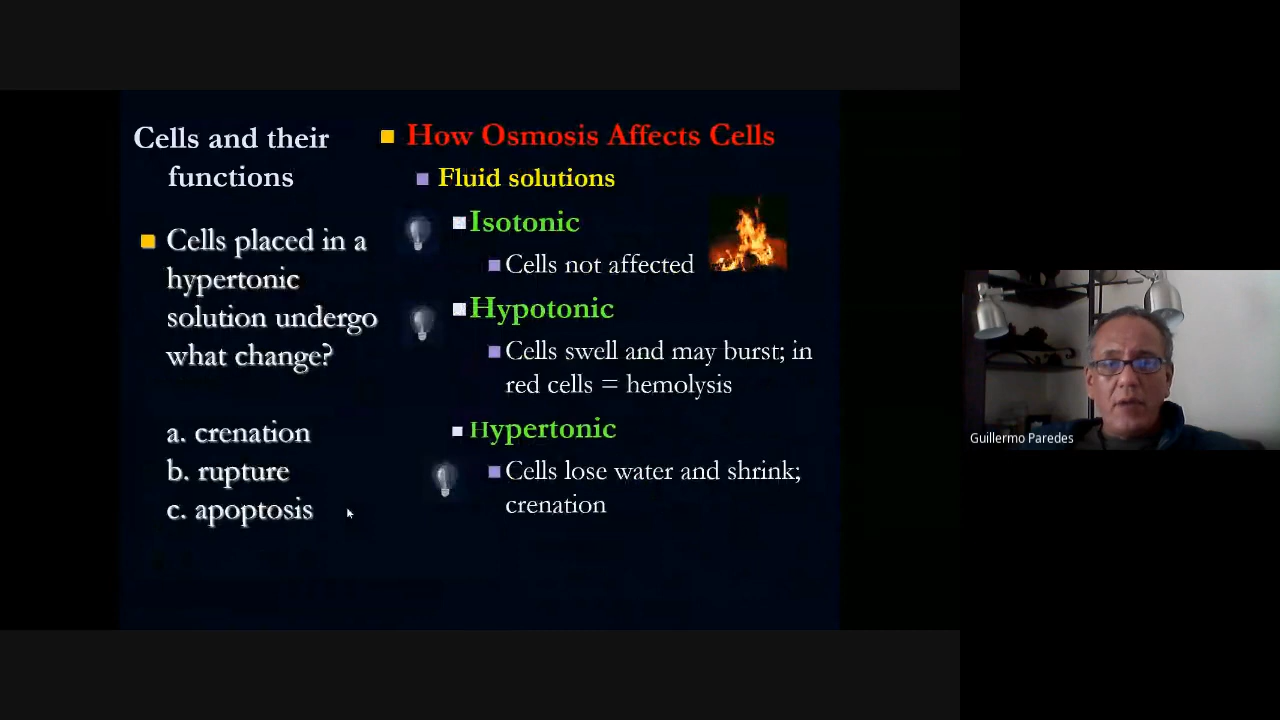 Cells and their
functions
Cells placed in a
hypertonic
solution undergo
what change?
a. crenation
b. rupture
c. apoptosis
How Osmosis Affects Cells
Fluid solutions
Isotonic
Cells not affected
Hypotonic
Cells swell and may burst; in
red cells = hemolysis
Hypertonic
Cells lose water and shrink;
crenation
Guillermo Paredes